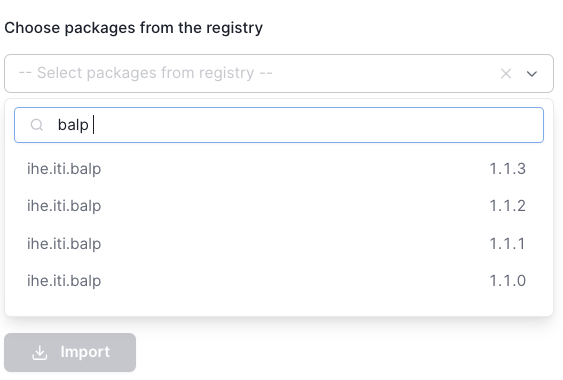 Choose packages from the registry
-- Select packages from registry --
balp
ihe.iti.balp 1.1.3
ihe.iti.balp 1.1.2
ihe.iti.balp 1.1.1
ihe.iti.balp 1.1.0
Import